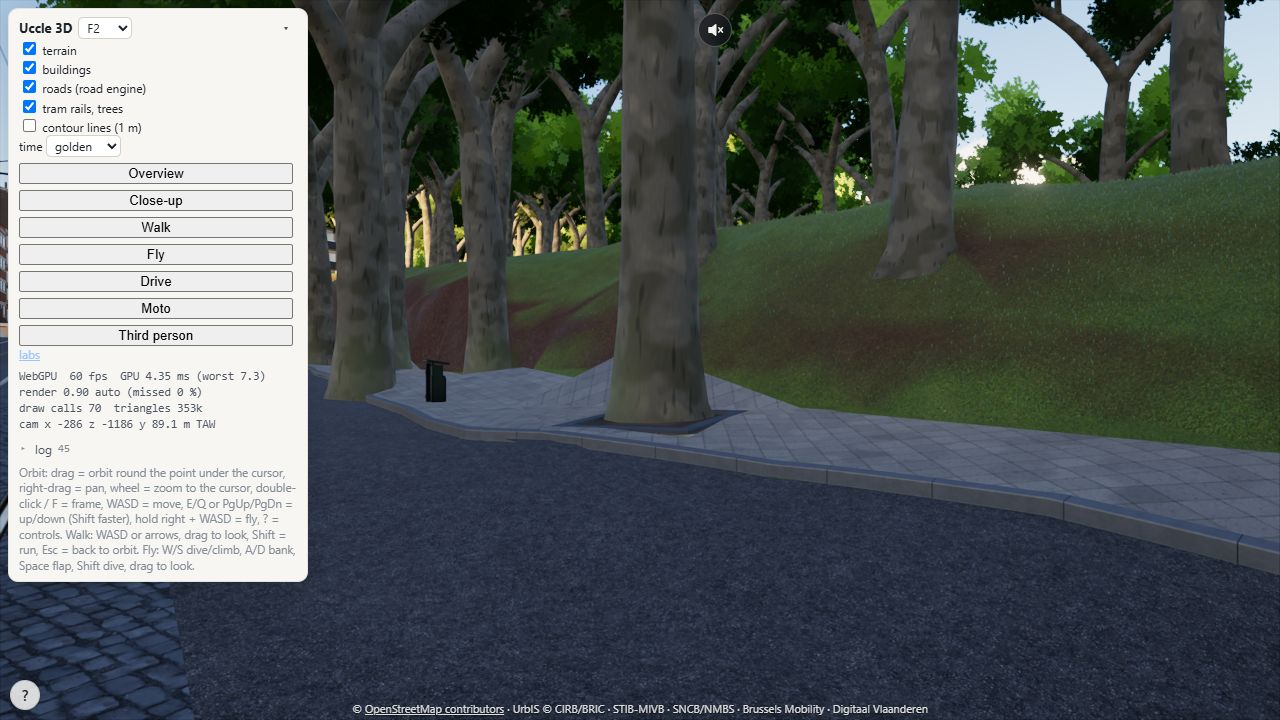 Uccle 3D F2
terrain
buildings
roads (road engine)
tram rails, trees
contour lines (1 m)
time golden
Overview
Close-up
Walk
Fly
Drive
Moto
Third person
labs
WebGPU 60 fps GPU 4.35 ms (worst 7.3)
render 0.90 auto (missed 0 %)
draw calls 70 triangles 353k
cam x -286 z -1186 y 89.1 m TAW
log 45
Orbit: drag = orbit round the point under the cursor,
right-drag = pan, wheel = zoom to the cursor, double-
click / F = frame, WASD = move, E/Q or PgUp/PgDn =
up/down (Shift faster), hold right + WASD = fly, ? =
controls. Walk: WASD or arrows, drag to look, Shift =
run, Esc = back to orbit. Fly: W/S dive/climb, A/D bank,
Space flap, Shift dive, drag to look.
?
© OpenStreetMap contributors · UrbIS © CIRB/BRIC · STIB-MIVB · SNCB/NMBS · Brussels Mobility · Digitaal Vlaanderen